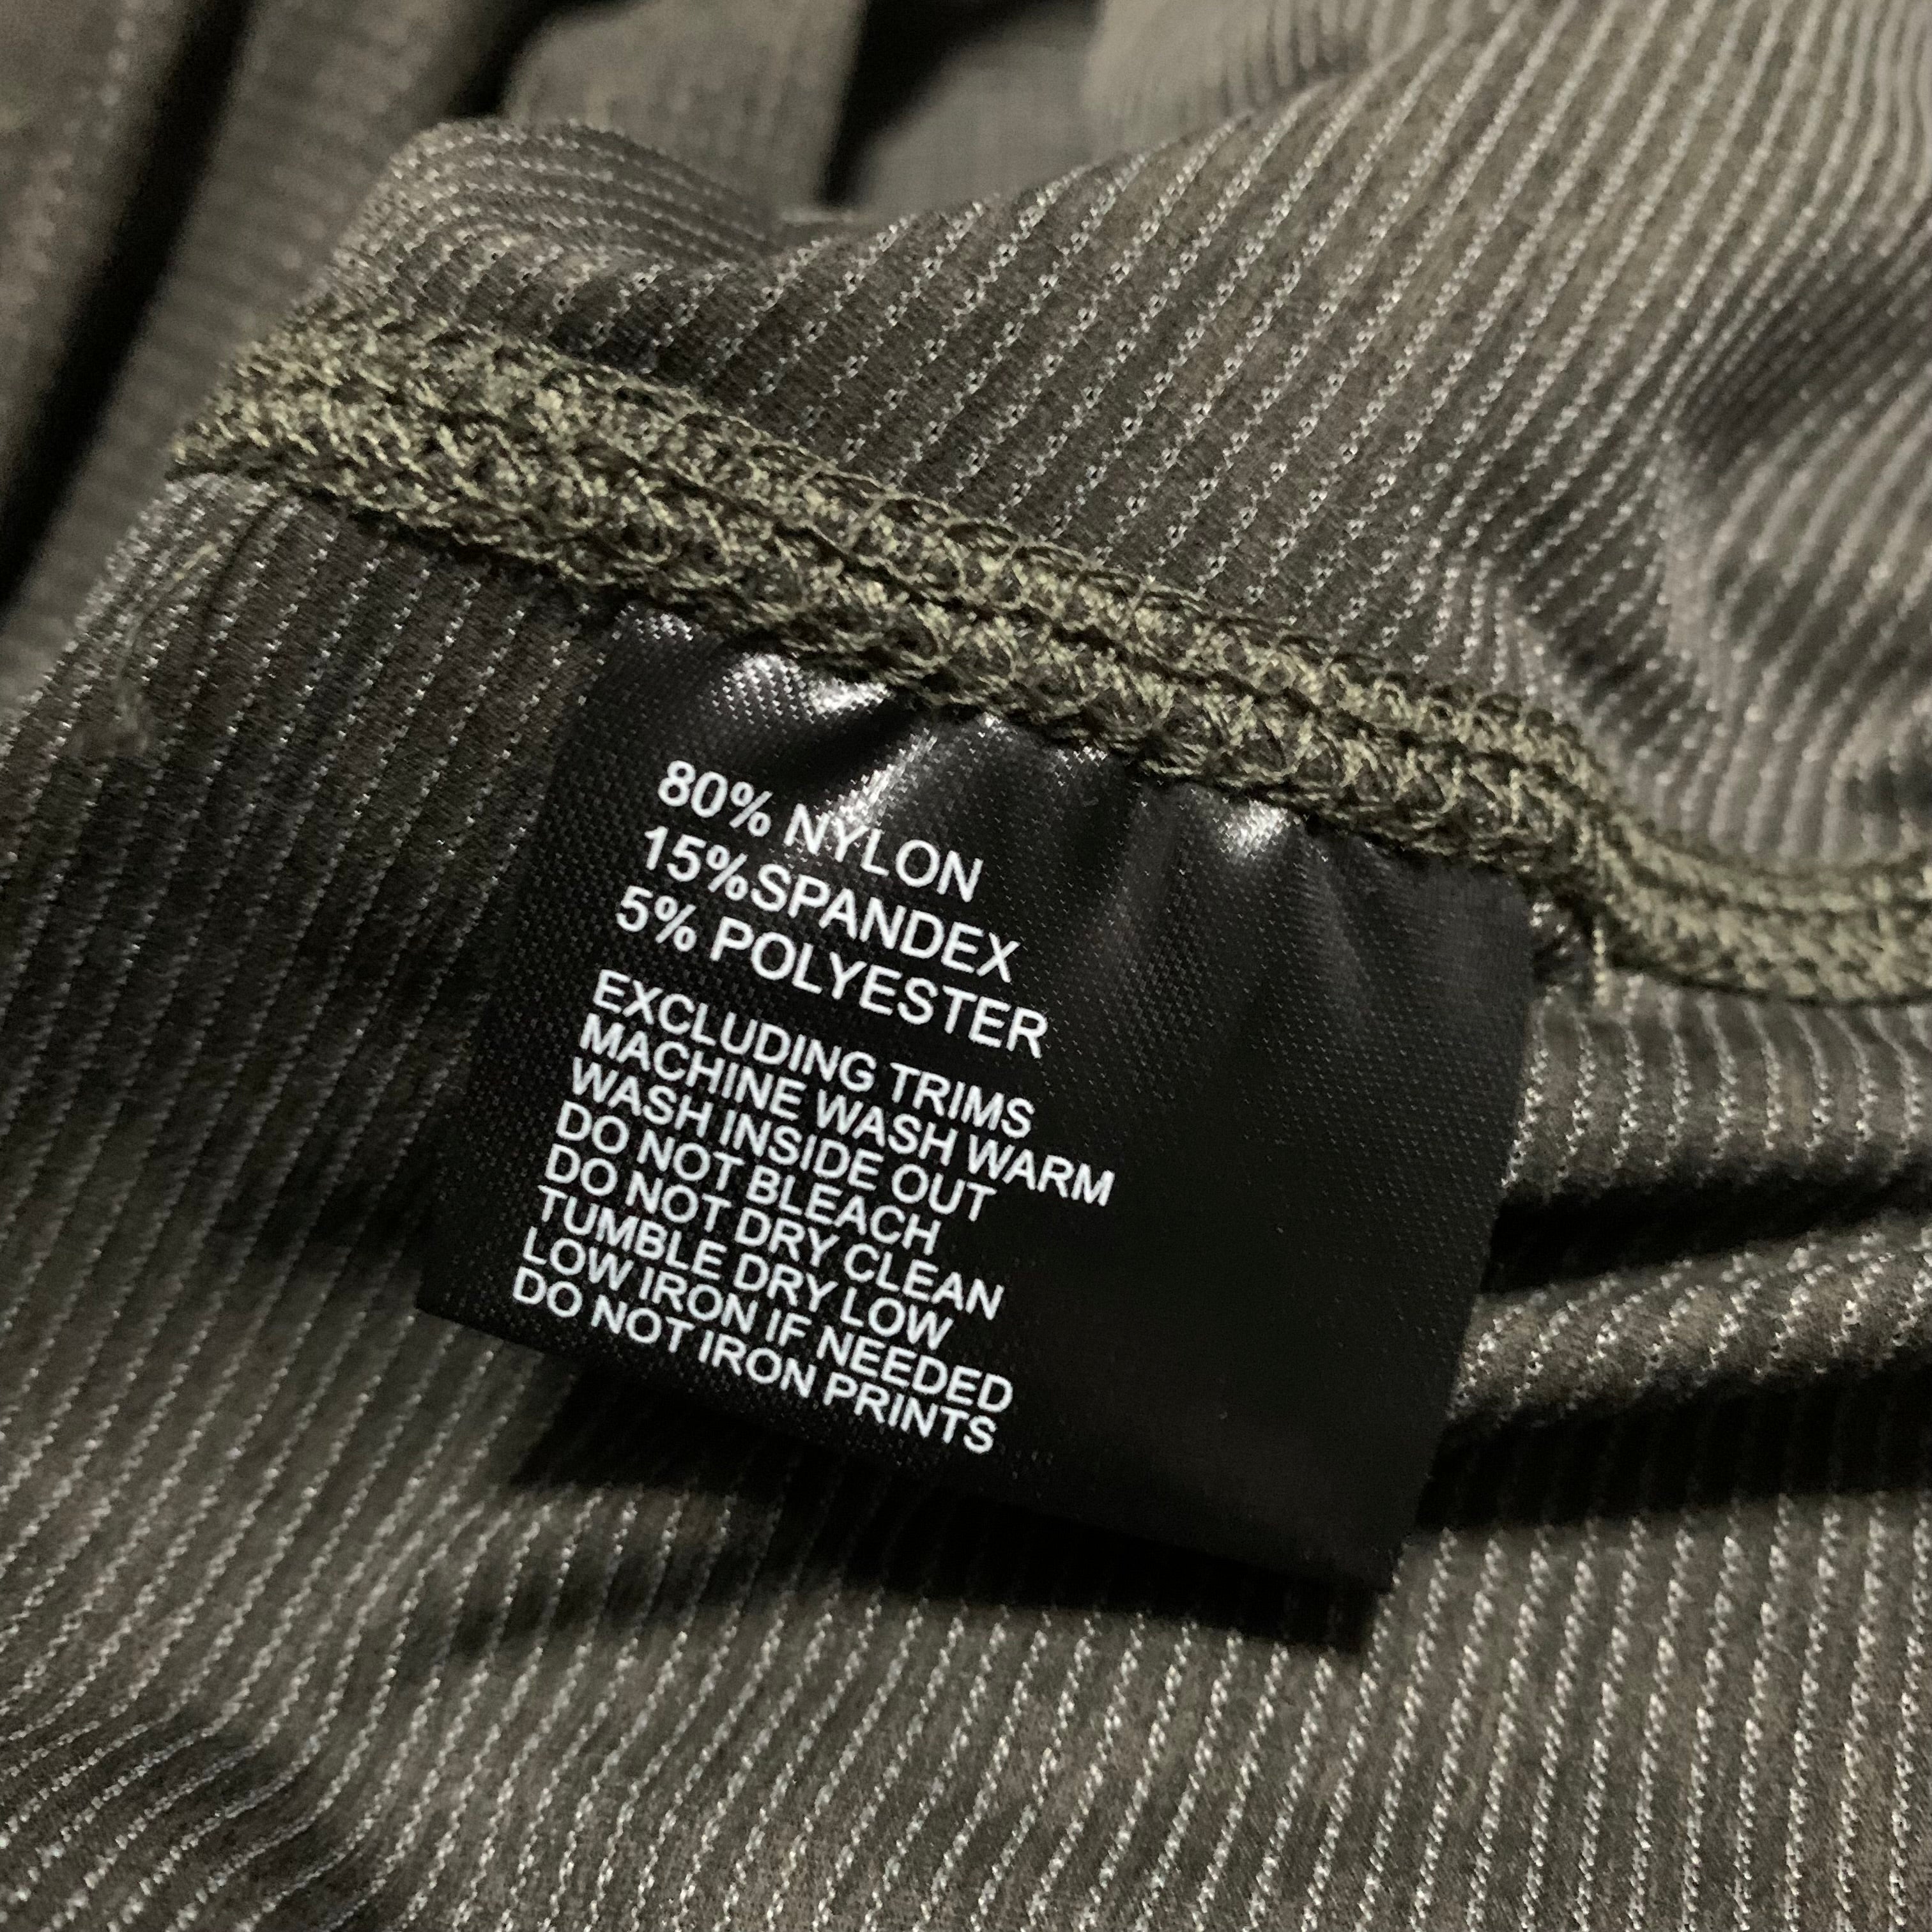 80% NYLON
15%SPANDEX
5% POLYESTER
EXCLUDING TRIMS
MACHINE WASH WARM
WASH INSIDE OUT
DO NOT BLEACH
DO NOT DRY CLEAN
TUMBLE DRY LOW
LOW IRON IF NEEDED
DO NOT IRON PRINTS